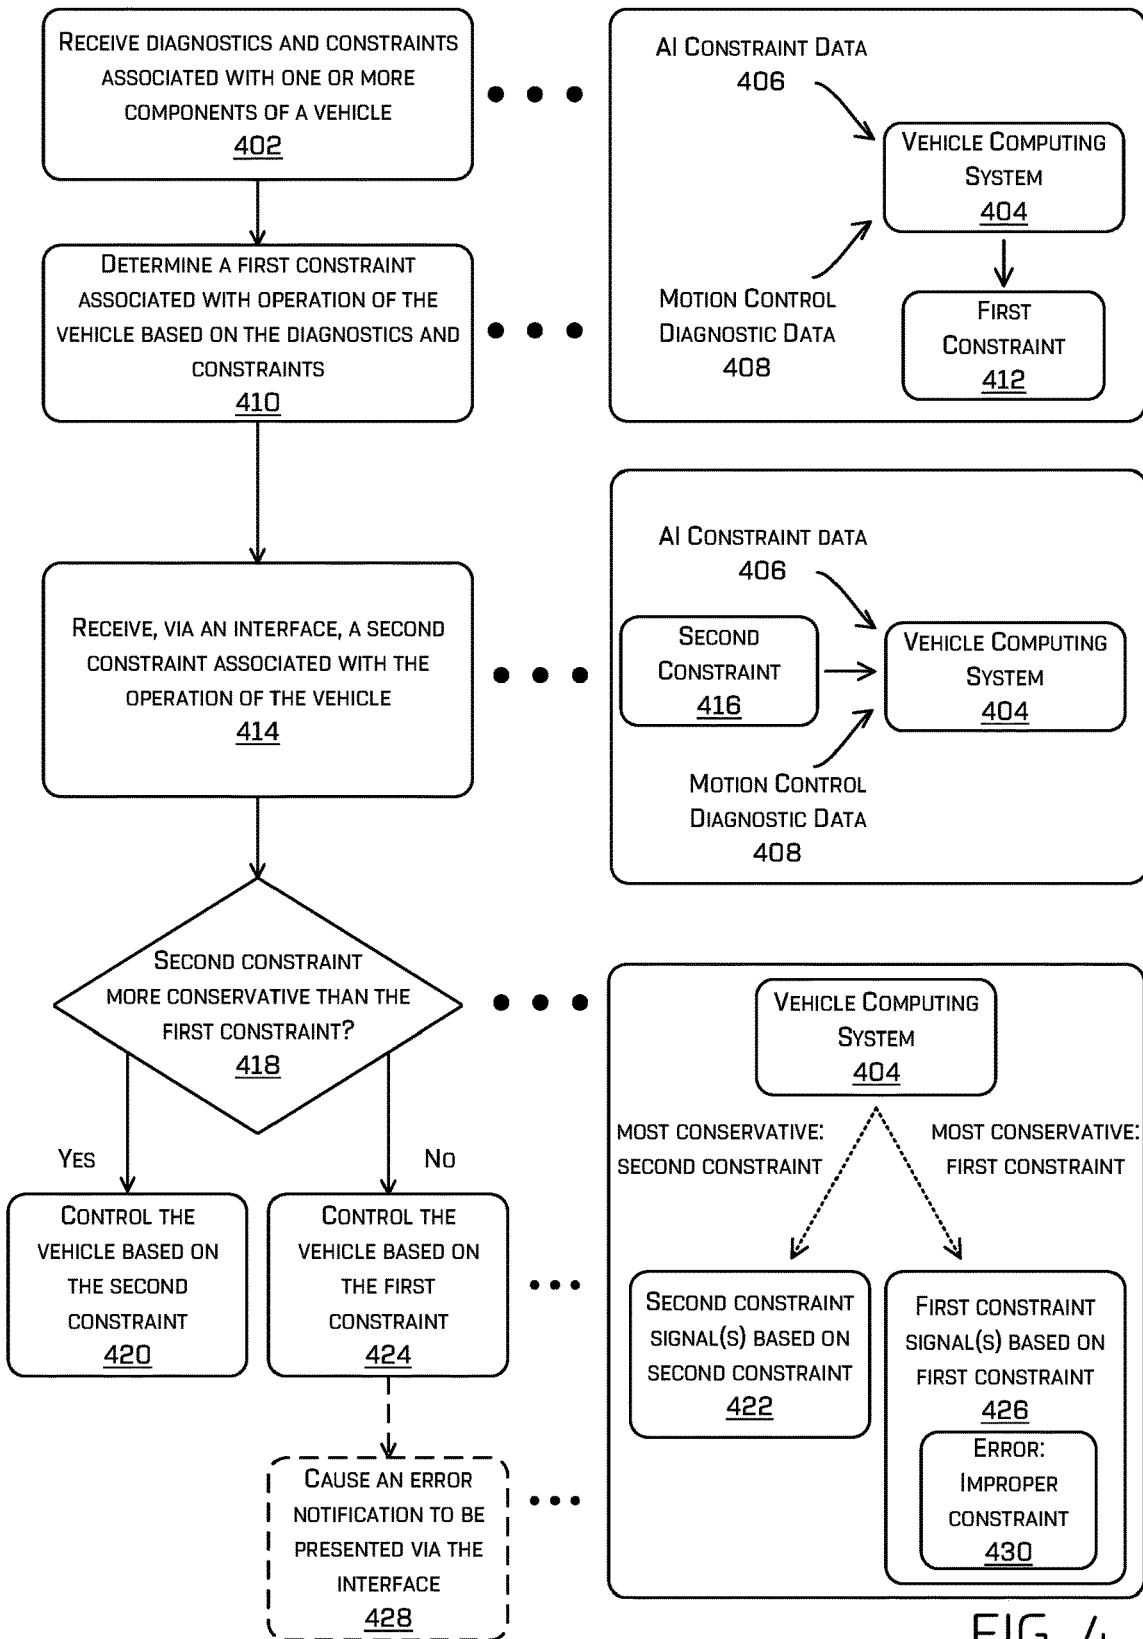 RECEIVE DIAGNOSTICS AND CONSTRAINTS
ASSOCIATED WITH ONE OR MORE
COMPONENTS OF A VEHICLE
402
DETERMINE A FIRST CONSTRAINT
ASSOCIATED WITH OPERATION OF THE
VEHICLE BASED ON THE DIAGNOSTICS AND
CONSTRAINTS
410
AI CONSTRAINT DATA
406
VEHICLE COMPUTING
SYSTEM
404
MOTION CONTROL
DIAGNOSTIC DATA
408
FIRST
CONSTRAINT
412
RECEIVE, VIA AN INTERFACE, A SECOND
CONSTRAINT ASSOCIATED WITH THE
OPERATION OF THE VEHICLE
414
AI CONSTRAINT DATA
406
SECOND
CONSTRAINT
416
VEHICLE COMPUTING
SYSTEM
404
MOTION CONTROL
DIAGNOSTIC DATA
408
SECOND CONSTRAINT
MORE CONSERVATIVE THAN THE
FIRST CONSTRAINT?
418
YES
NO
CONTROL THE
VEHICLE BASED ON
THE SECOND
CONSTRAINT
420
CONTROL THE
VEHICLE BASED ON
THE FIRST
CONSTRAINT
424
CAUSE AN ERROR
NOTIFICATION TO BE
PRESENTED VIA THE
INTERFACE
428
VEHICLE COMPUTING
SYSTEM
404
MOST CONSERVATIVE:
SECOND CONSTRAINT
MOST CONSERVATIVE:
FIRST CONSTRAINT
SECOND CONSTRAINT
SIGNAL(S) BASED ON
SECOND CONSTRAINT
422
FIRST CONSTRAINT
SIGNAL(S) BASED ON
FIRST CONSTRAINT
426
ERROR:
IMPROPER
CONSTRAINT
430
FIG. 4